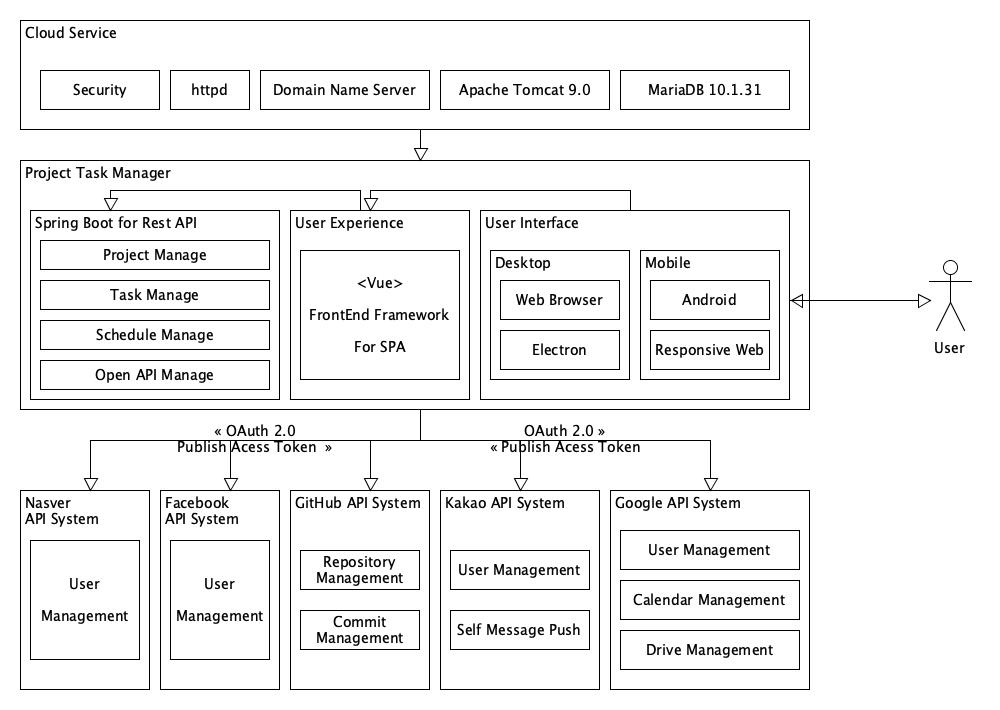 Cloud Service
Security
httpd
Domain Name Server
Apache Tomcat 9.0
MariaDB 10.1.31
Project Task Manager
Spring Boot for Rest API
Project Manage
Task Manage
Schedule Manage
Open API Manage
User Experience
<Vue>
FrontEnd Framework
For SPA
User Interface
Desktop
Web Browser
Electron
Mobile
Android
Responsive Web
User
« OAuth 2.0
Publish Acess Token »
OAuth 2.0 »
« Publish Acess Token
Nasver
API System
User
Management
Facebook
API System
User
Management
GitHub API System
Repository
Management
Commit
Management
Kakao API System
User Management
Self Message Push
Google API System
User Management
Calendar Management
Drive Management